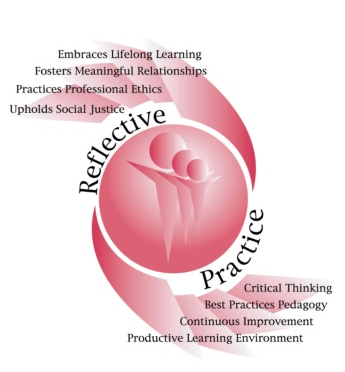 Embraces Lifelong Learning
Fosters Meaningful Relationships
Practices Professional Ethics
Upholds Social Justice
Reflective
Practice
Critical Thinking
Best Practices Pedagogy
Continuous Improvement
Productive Learning Environment